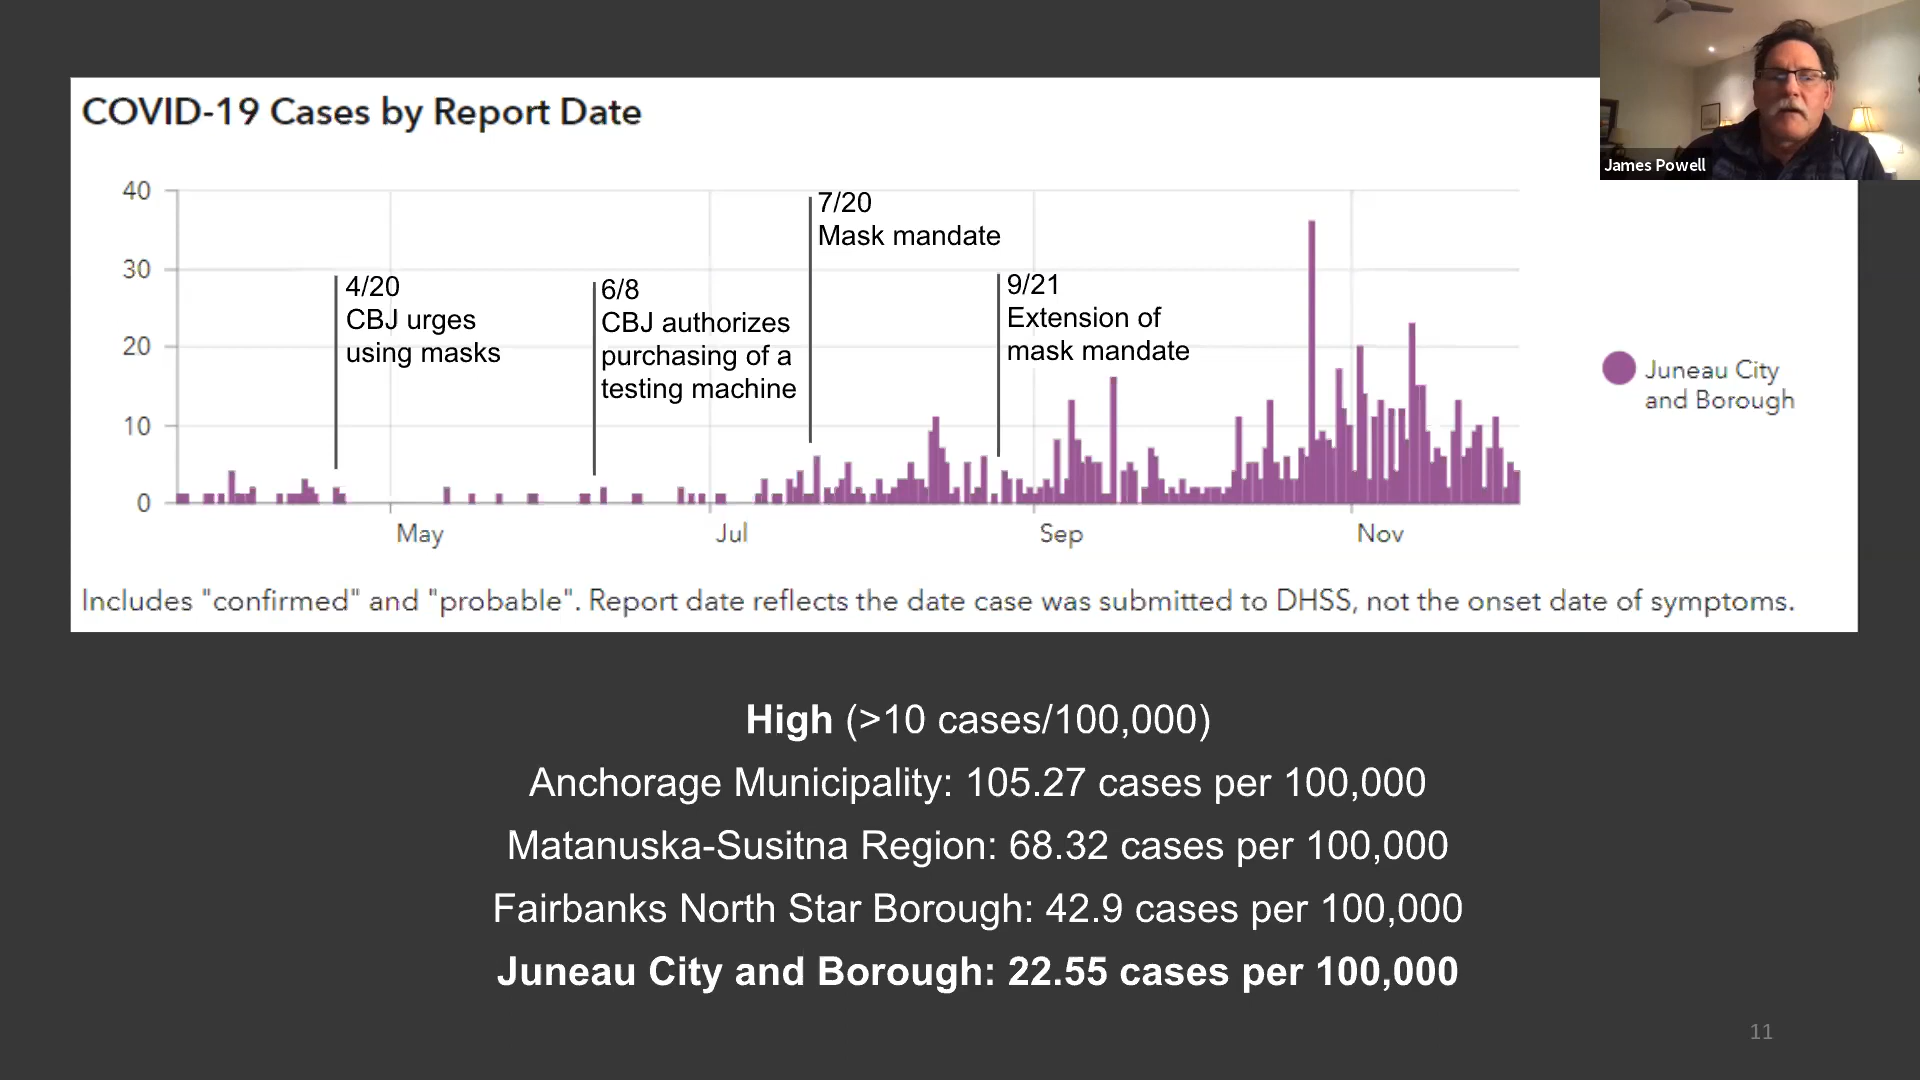 COVID-19 Cases by Report Date
James Powell
40
30
20
10
0
4/20
CBJ urges
using masks
6/8
CBJ authorizes
purchasing of a
testing machine
7/20
Mask mandate
9/21
Extension of
mask mandate
Juneau City
and Borough
May
Jul
Sep
Nov
Includes "confirmed" and "probable". Report date reflects the date case was submitted to DHSS, not the onset date of symptoms.
High (>10 cases/100,000)
Anchorage Municipality: 105.27 cases per 100,000
Matanuska-Susitna Region: 68.32 cases per 100,000
Fairbanks North Star Borough: 42.9 cases per 100,000
Juneau City and Borough: 22.55 cases per 100,000
11